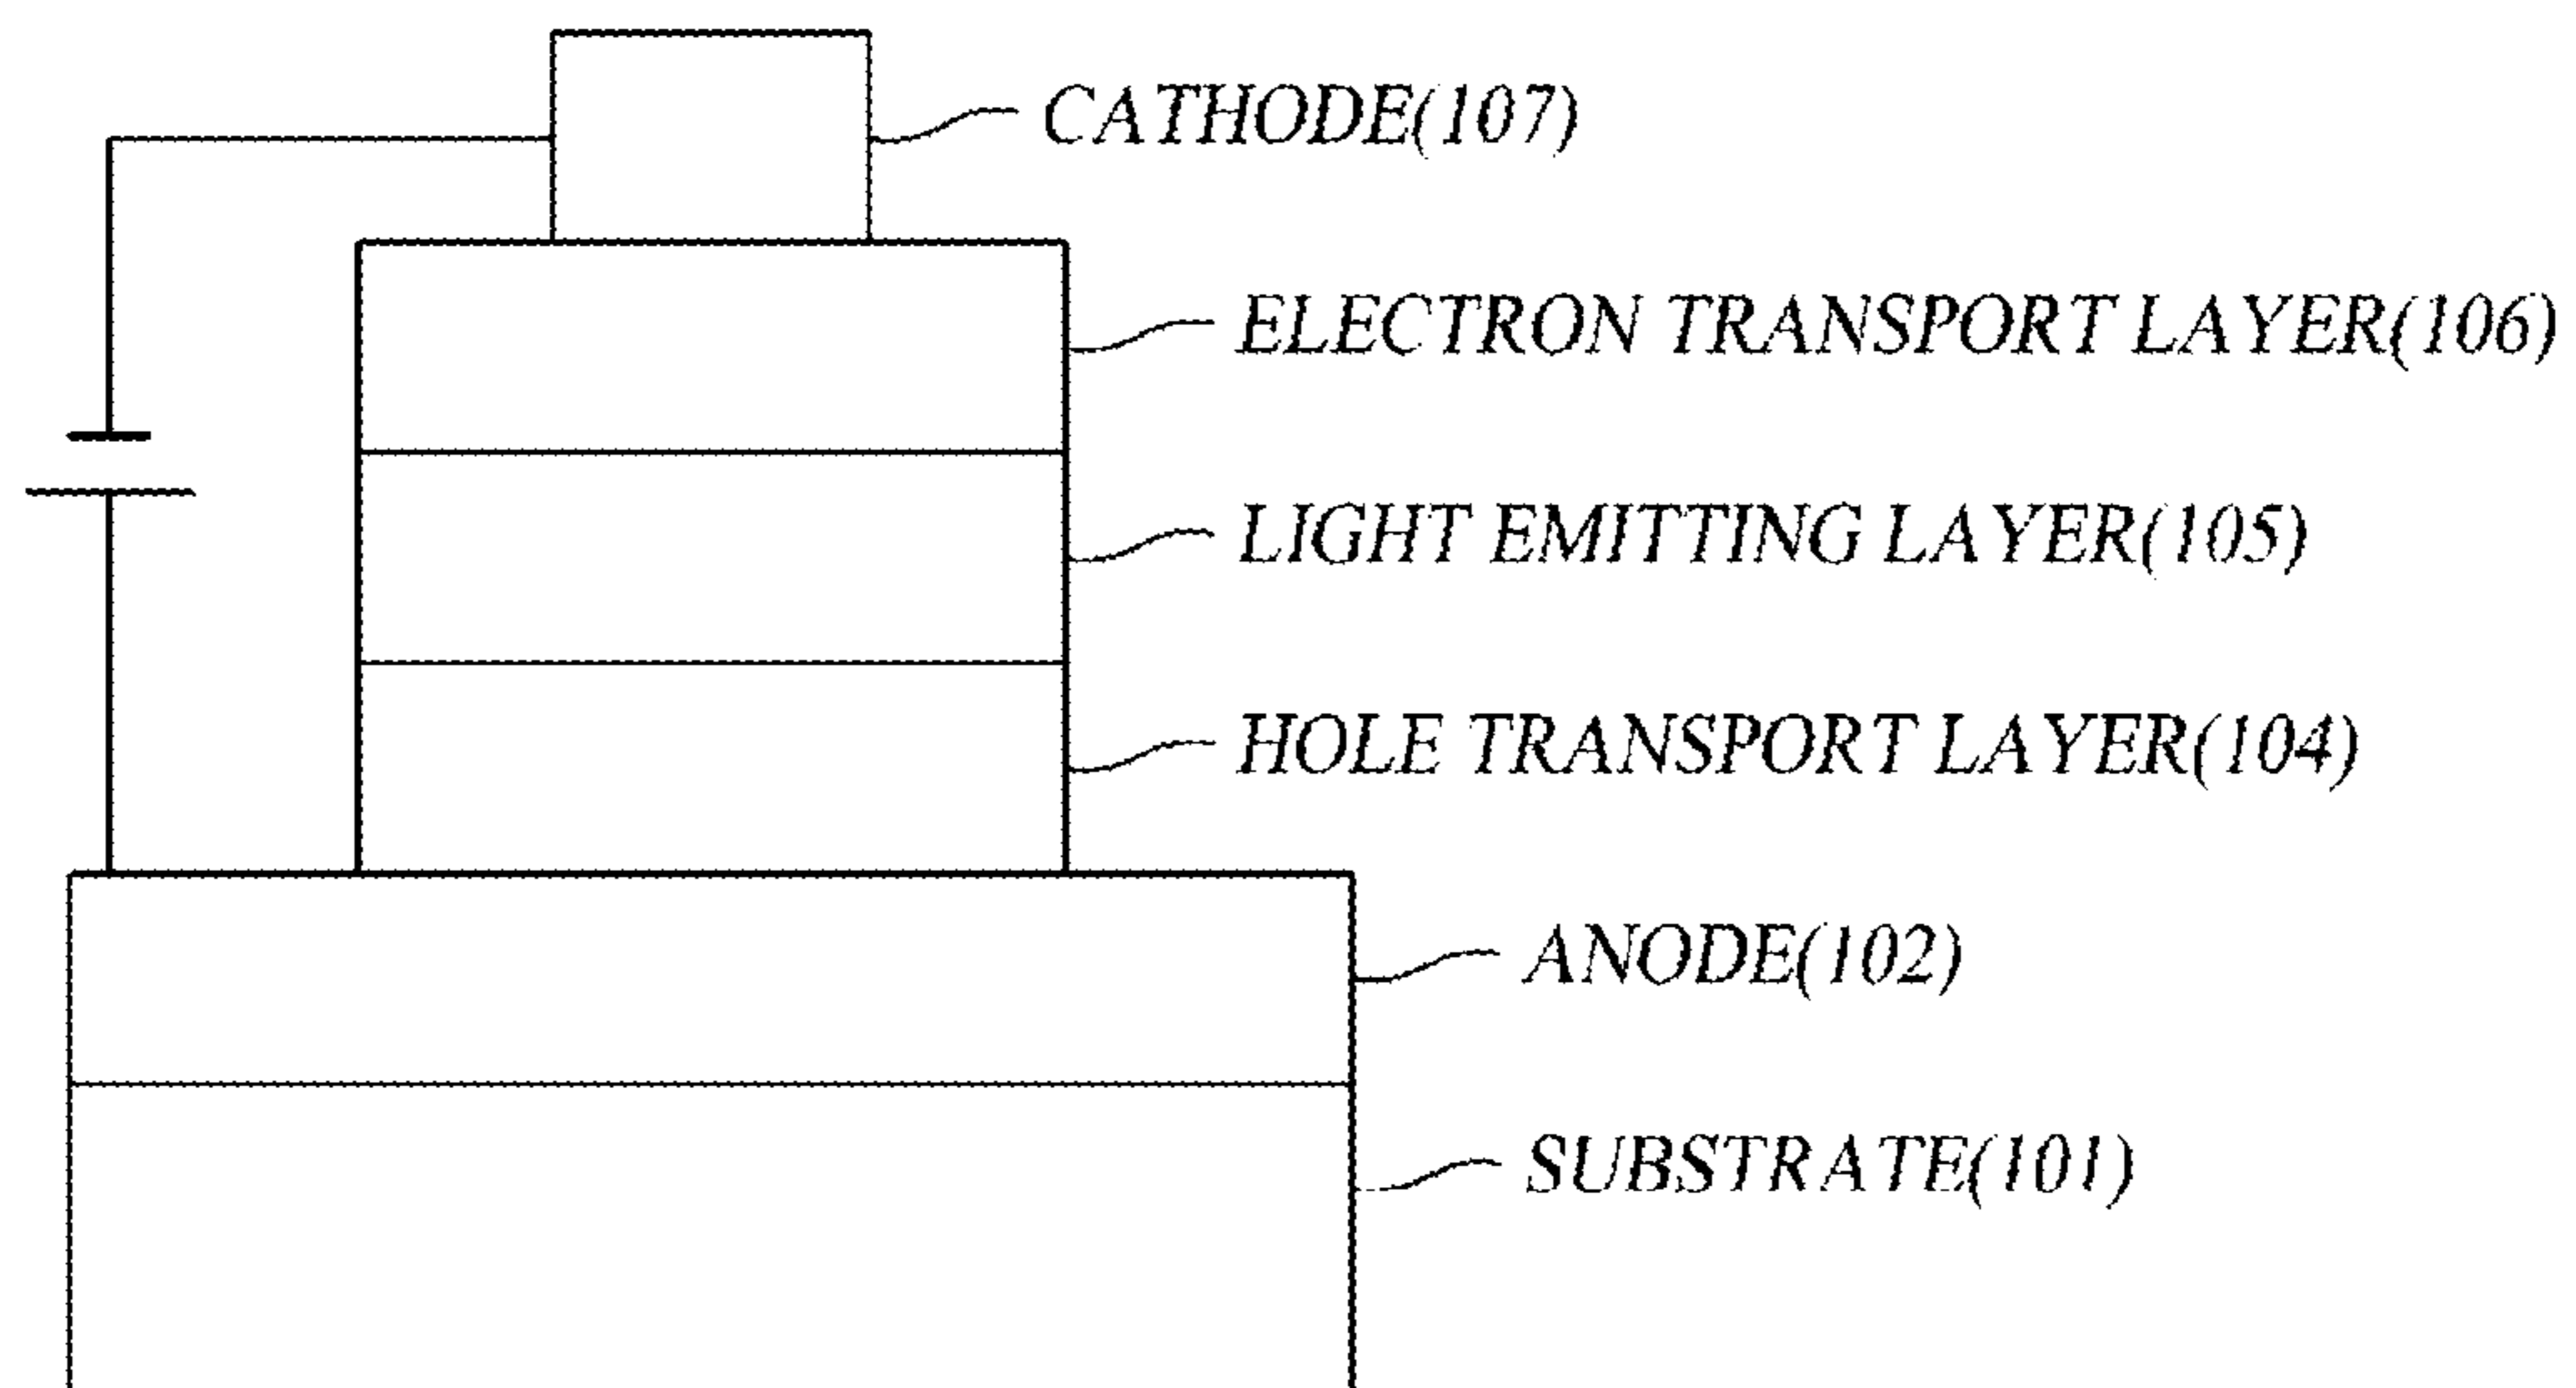 CATHODE(107)
ELECTRON TRANSPORT LAYER(106)
LIGHT EMITTING LAYER(105)
HOLE TRANSPORT LAYER(104)
ANODE(102)
SUBSTRATE(101)